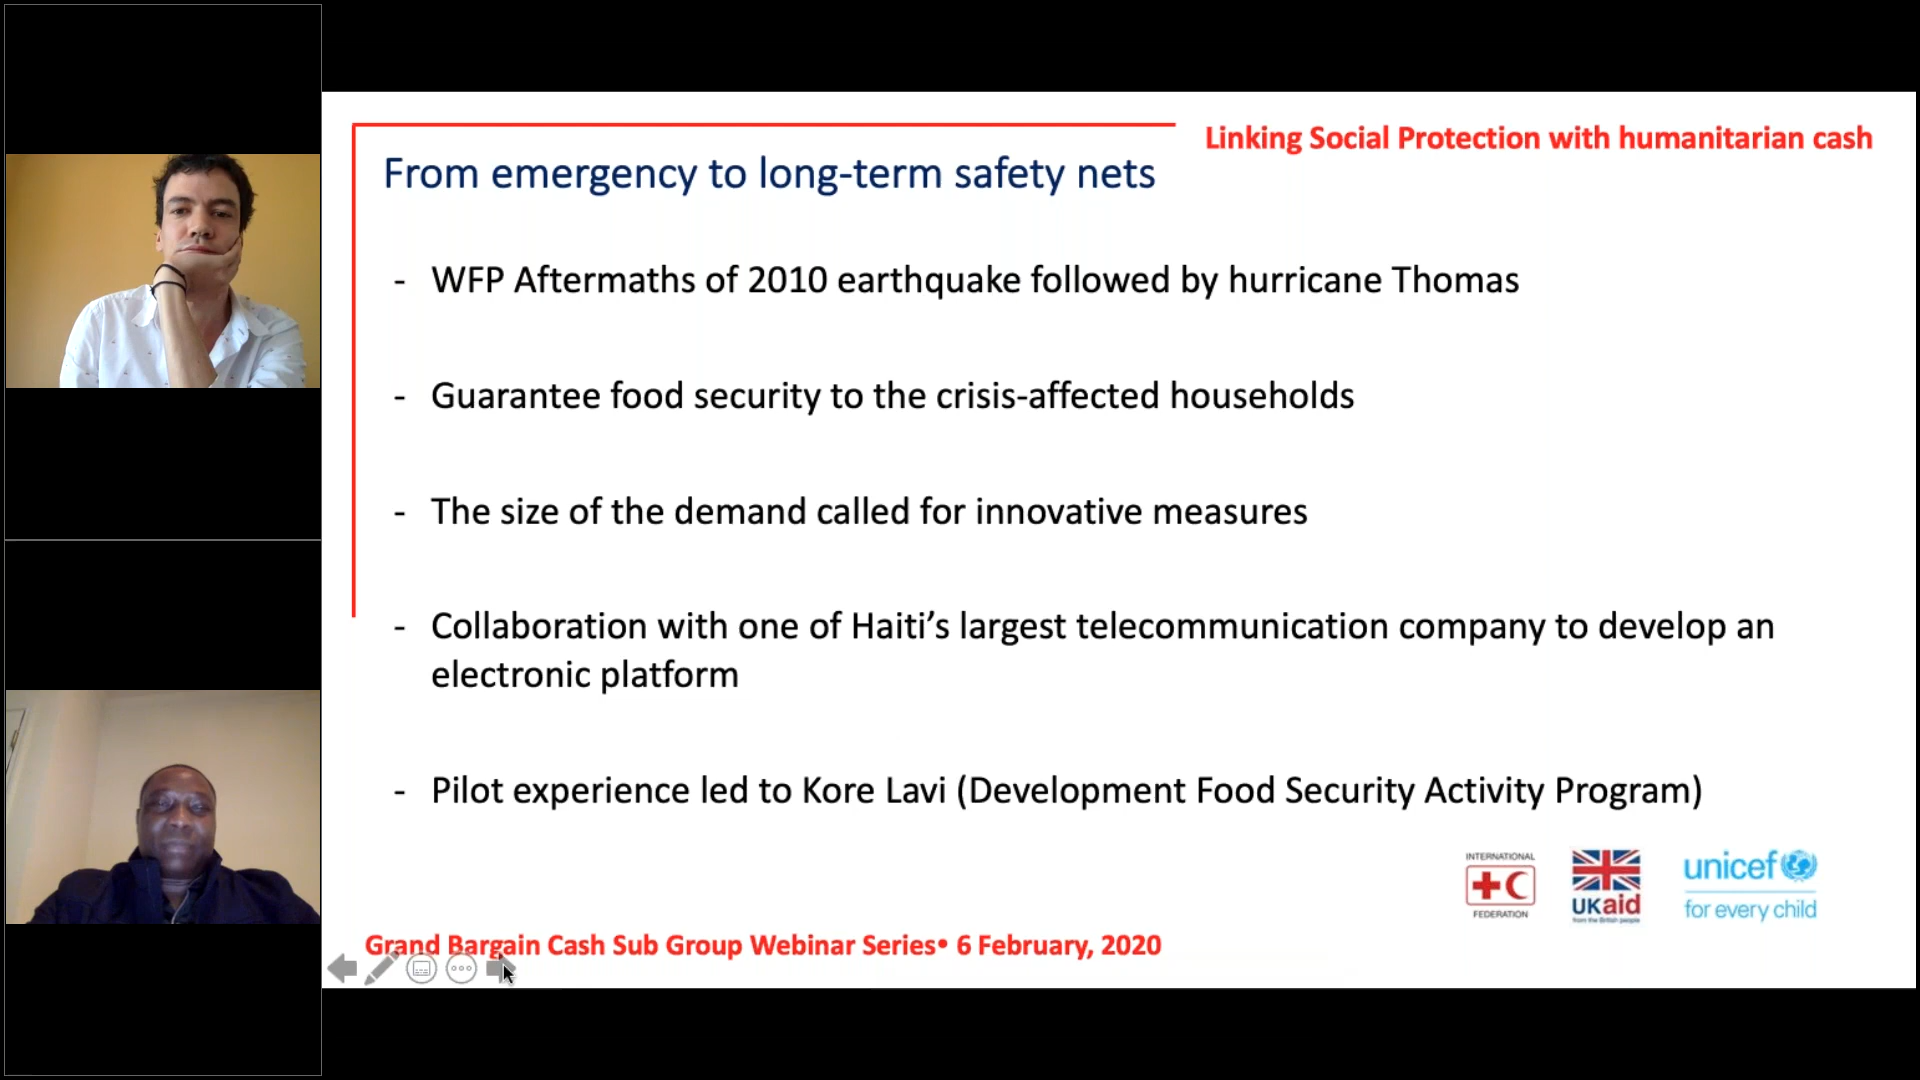 Linking Social Protection with humanitarian cash
From emergency to long-term safety nets
- WFP Aftermaths of 2010 earthquake followed by hurricane Thomas
- Guarantee food security to the crisis-affected households
- The size of the demand called for innovative measures
- Collaboration with one of Haiti’s largest telecommunication company to develop an
electronic platform
- Pilot experience led to Kore Lavi (Development Food Security Activity Program)
INTERNATIONAL
FEDERATION
UKaid
from the British people
unicef
for every child
Grand Bargain Cash Sub Group Webinar Series• 6 February, 2020